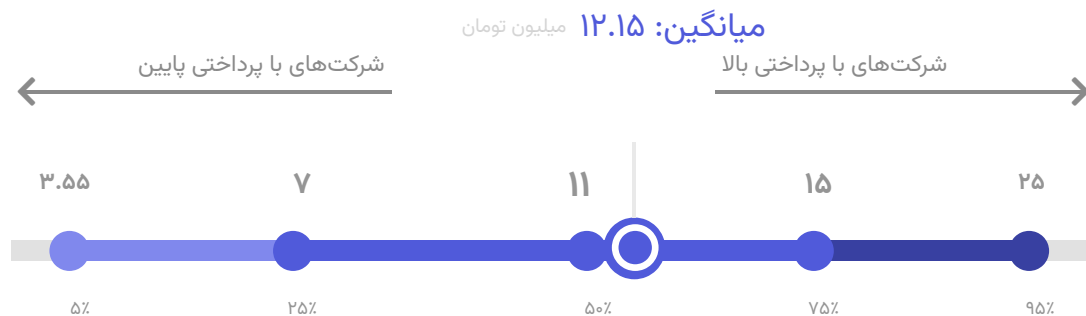 میانگین: ۱۲.۱۵ میلیون تومان
شرکت‌های با پرداختی پایین
شرکت‌های با پرداختی بالا
۳.۵۵ ۷ ۱۱ ۱۵ ۲۵
۵٪ ۲۵٪ ۵۰٪ ۷۵٪ ۹۵٪